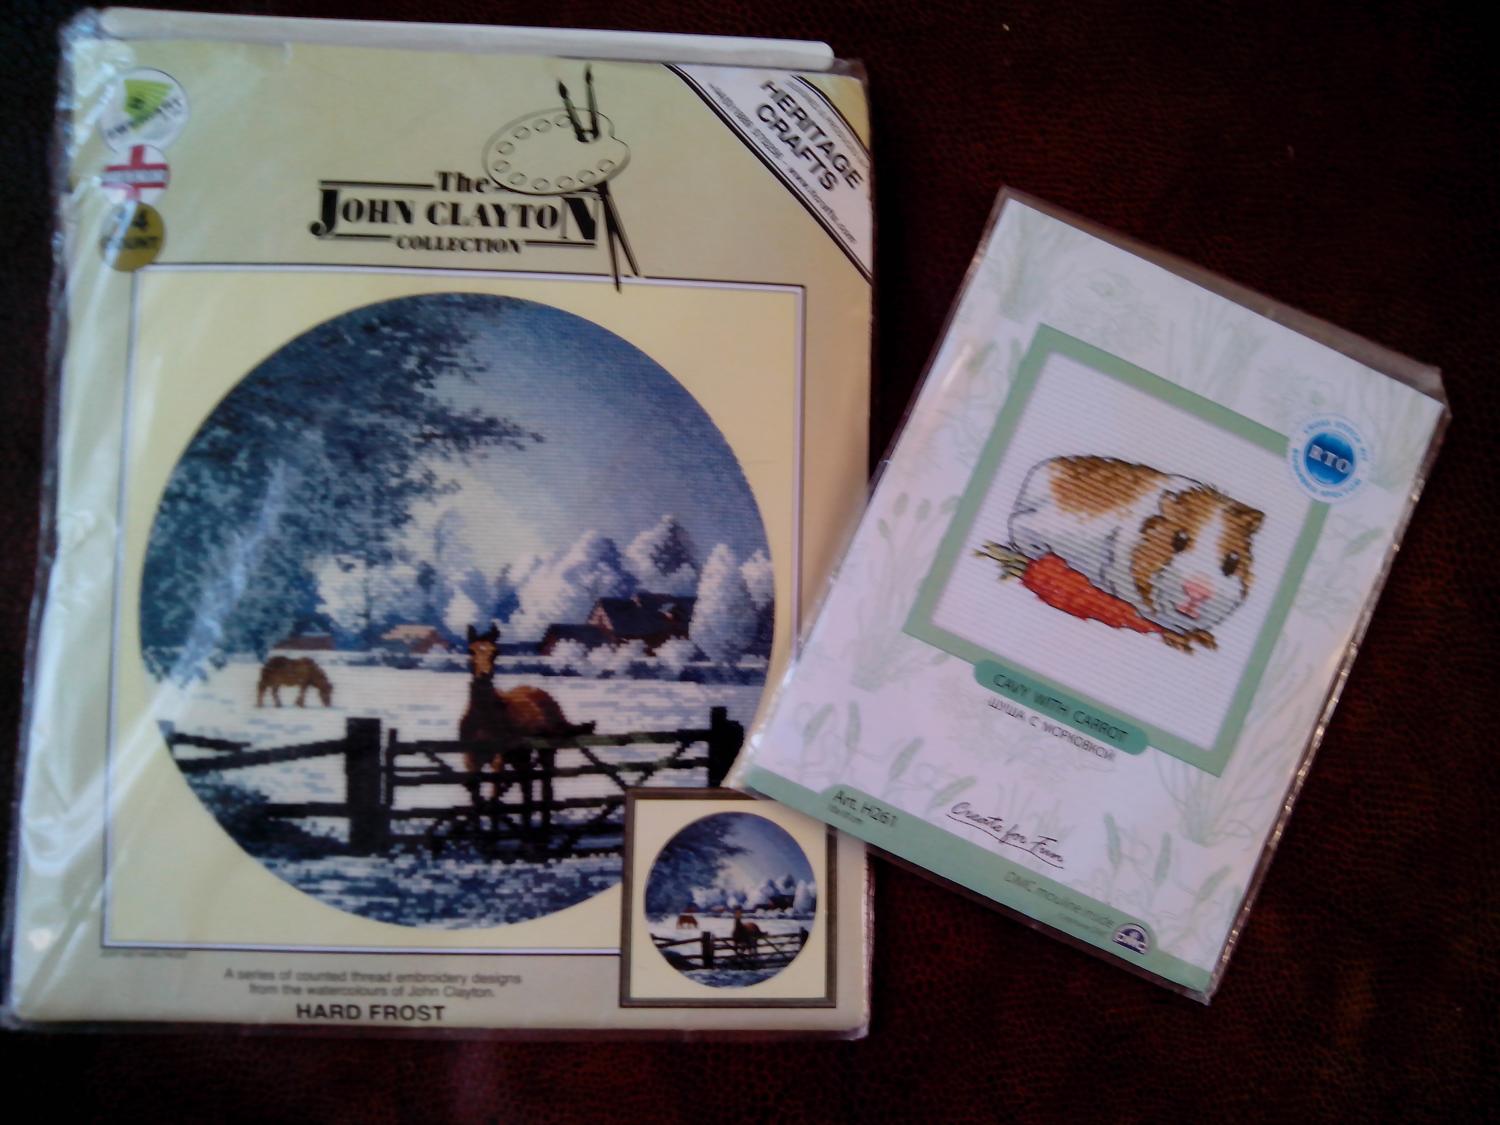 The
JOHN CLAYTON
COLLECTION
HERITAGE
CRAFTS
A series of counted thread embroidery designs
from the watercolours of John Clayton.
HARD FROST
RTO
CAVY WITH CARROT
ШУША С МОРКОВКОЙ
Art. H261
Create for Fun
DMC mouline inside
DMC